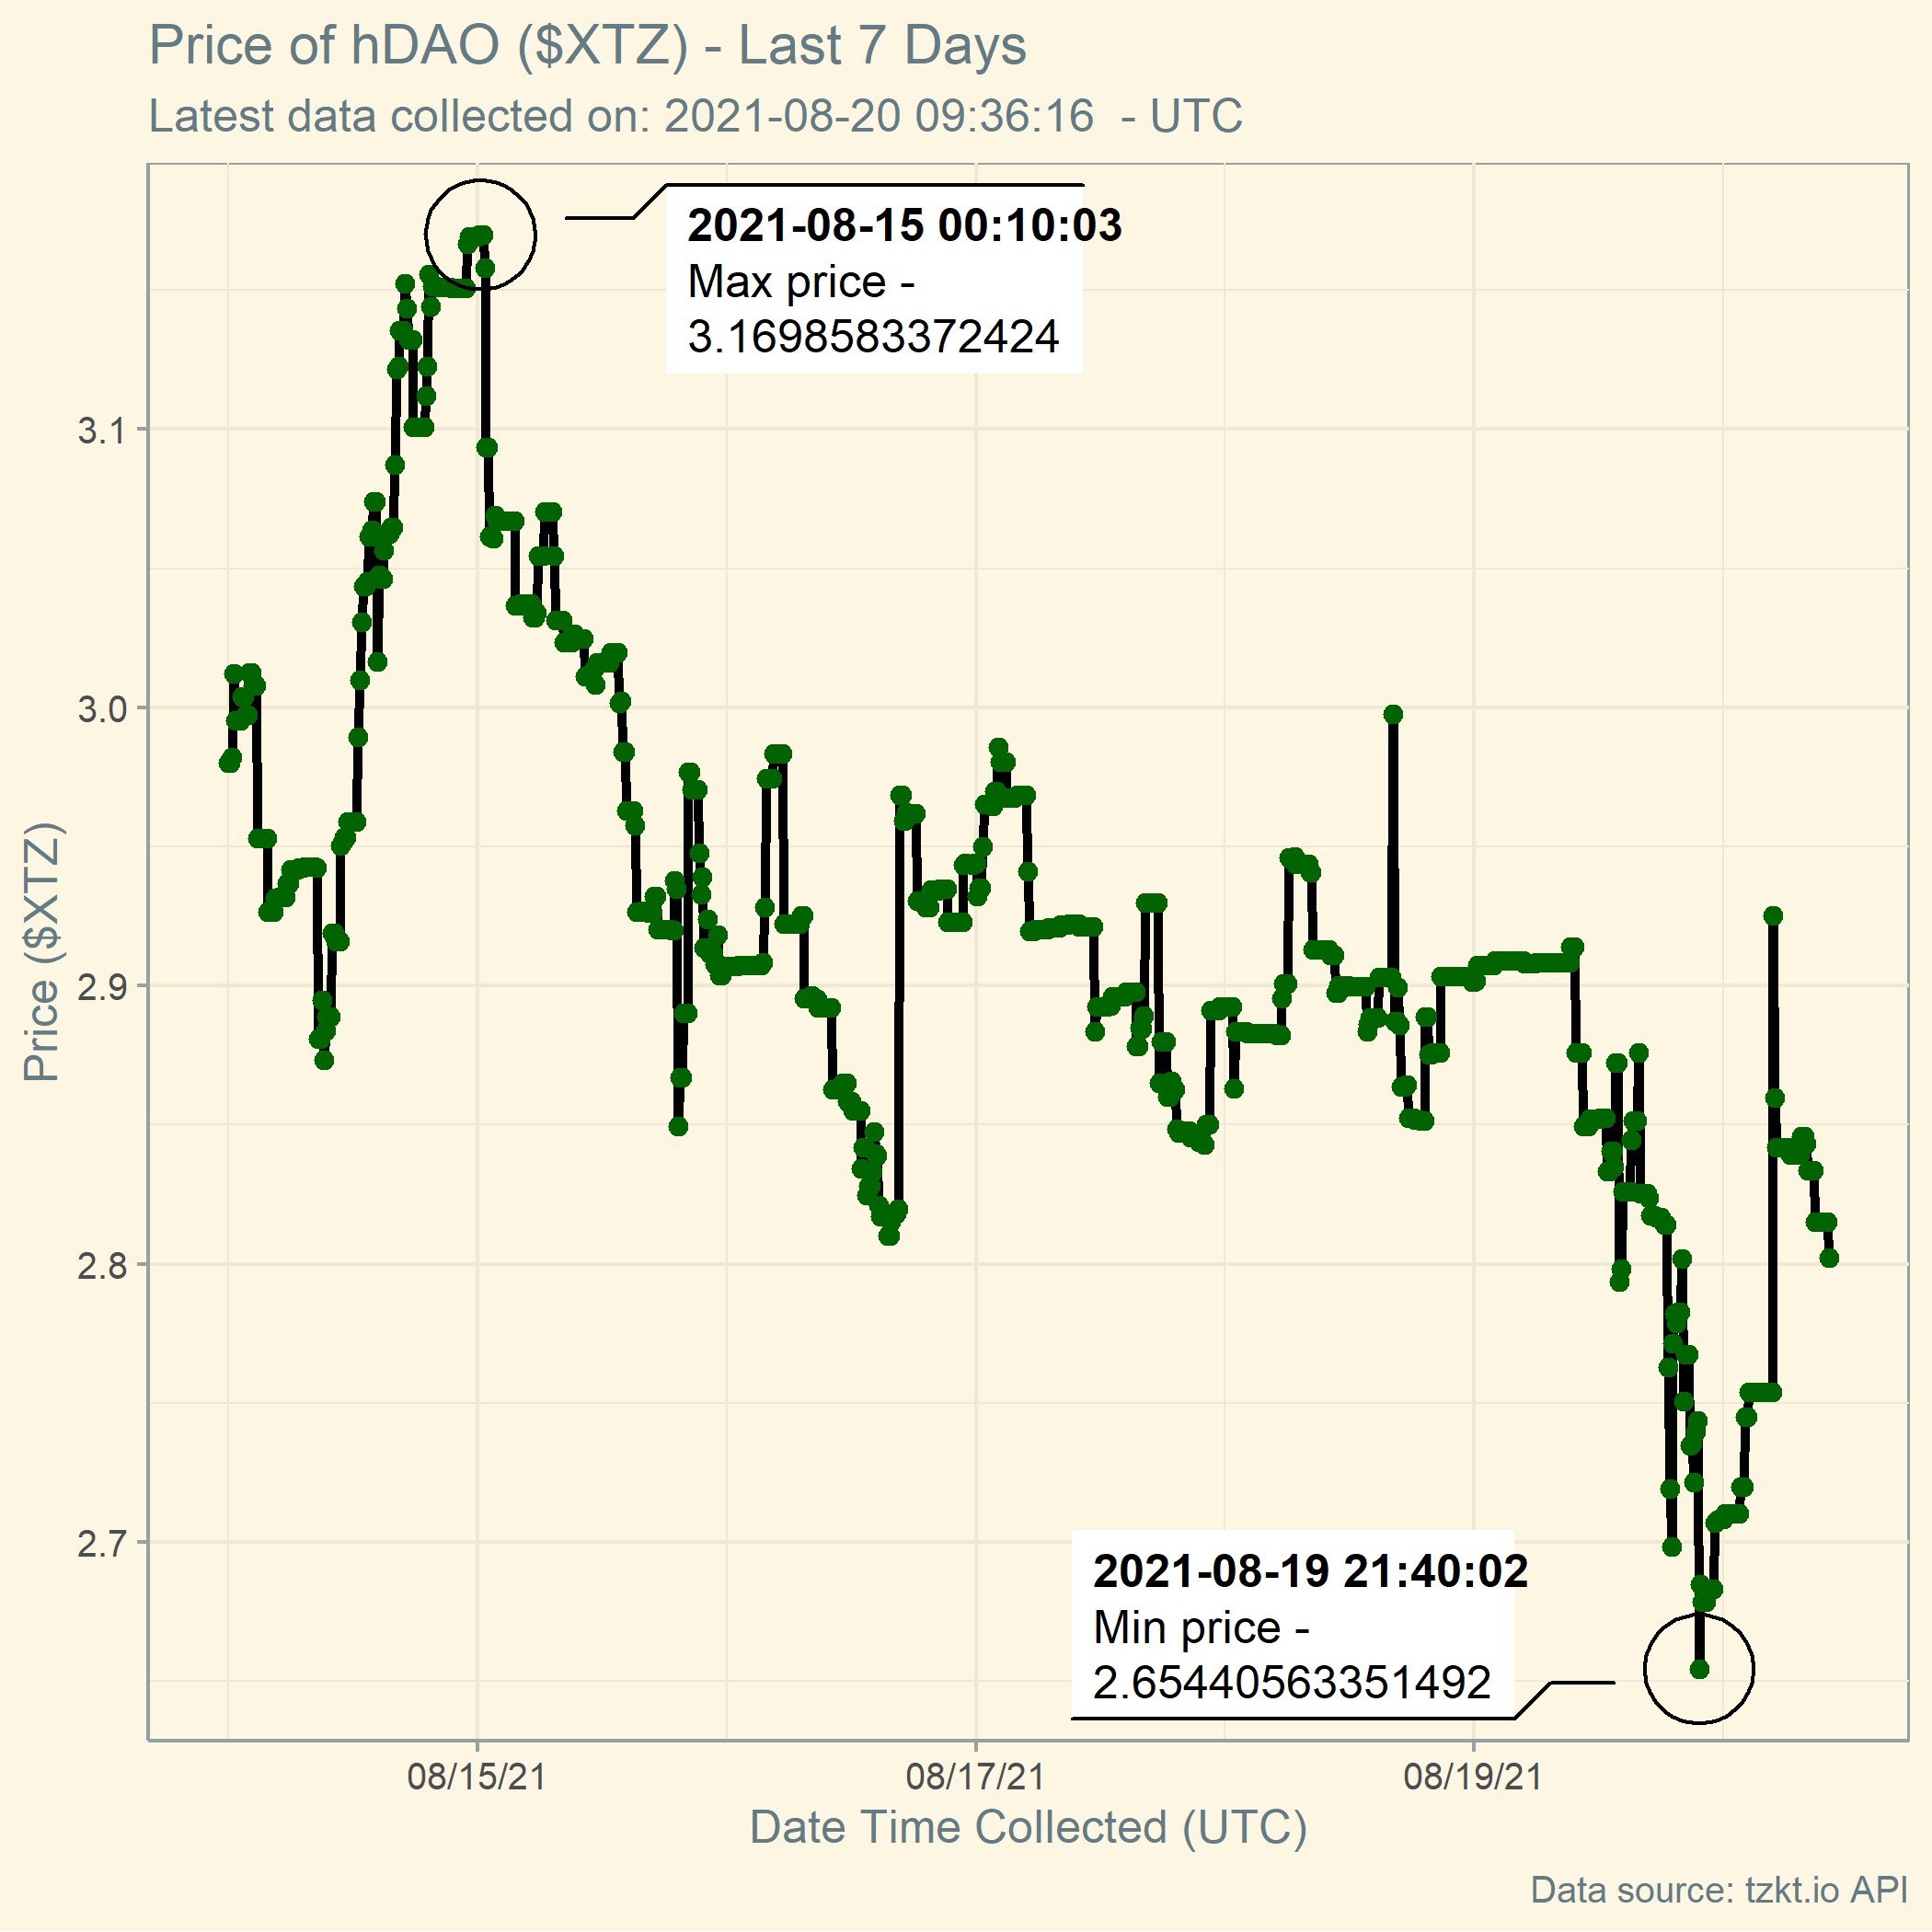 Price of hDAO ($XTZ) - Last 7 Days
Latest data collected on: 2021-08-20 09:36:16  - UTC
2021-08-15 00:10:03
Max price -
3.1698583372424
3.1
3.0
2.9
2.8
2.7
Price ($XTZ)
2021-08-19 21:40:02
Min price -
2.65440563351492
08/15/21
08/17/21
08/19/21
Date Time Collected (UTC)
Data source: tzkt.io API